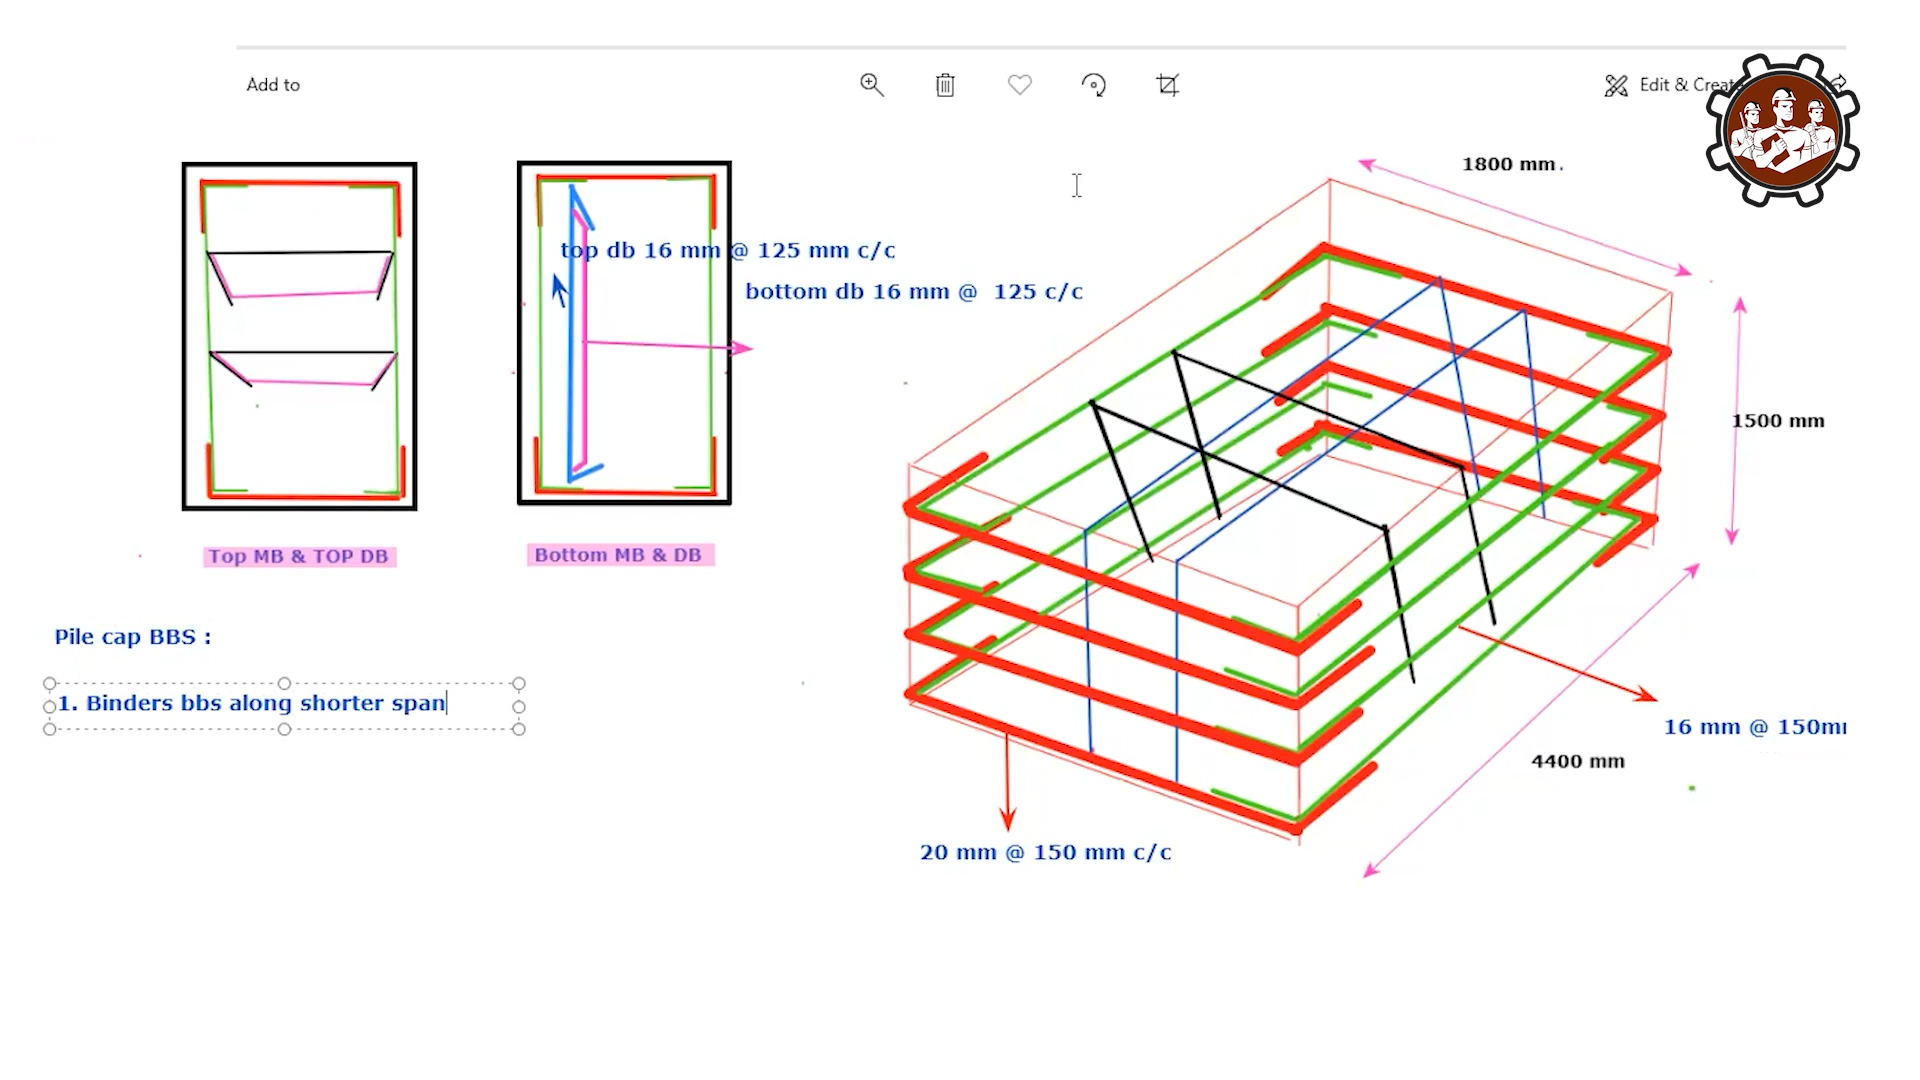 Add to
Edit & Creat
1800 mm.
top db 16 mm @ 125 mm c/c
bottom db 16 mm @ 125 c/c
1500 mm
Top MB & TOP DB
Bottom MB & DB
Pile cap BBS :
1. Binders bbs along shorter span
16 mm @ 150m
4400 mm
20 mm @ 150 mm c/c